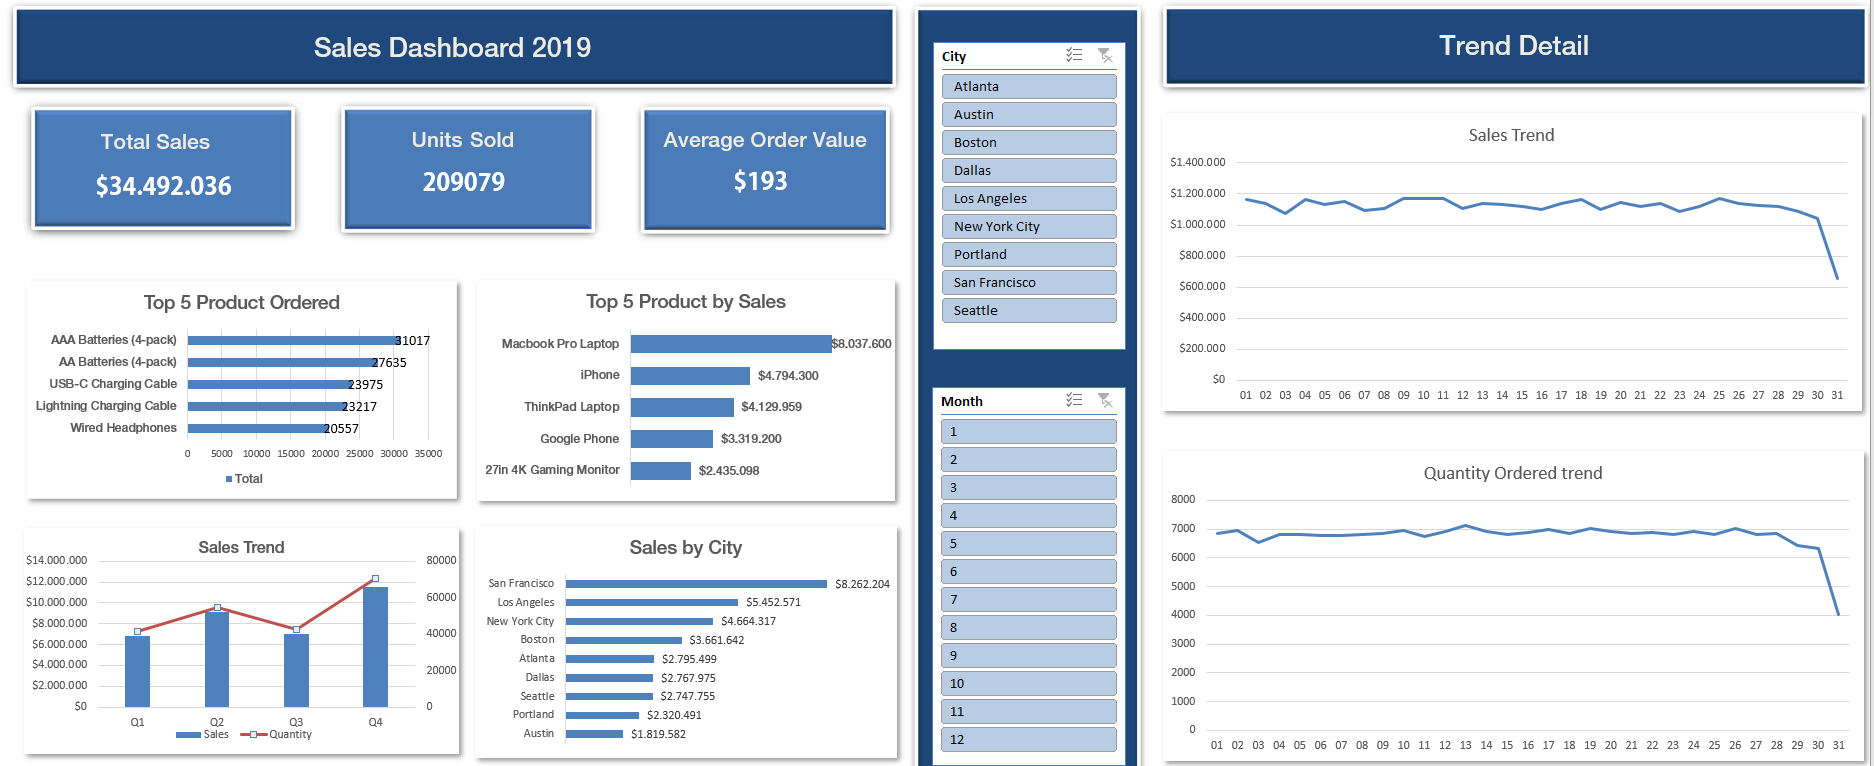 Sales Dashboard 2019
Total Sales
$34.492.036
Units Sold
209079
Average Order Value
$193
Top 5 Product Ordered
AAA Batteries (4-pack) 31017
AA Batteries (4-pack) 27635
USB-C Charging Cable 23975
Lightning Charging Cable 23217
Wired Headphones 20557
0 5000 10000 15000 20000 25000 30000 35000
Total
Top 5 Product by Sales
Macbook Pro Laptop $8.037.600
iPhone $4.794.300
ThinkPad Laptop $4.129.959
Google Phone $3.319.200
27in 4K Gaming Monitor $2.435.098
Sales Trend
$14.000.000 80000
$12.000.000
$10.000.000 60000
$8.000.000
$6.000.000 40000
$4.000.000 20000
$2.000.000
$0 0
Q1 Q2 Q3 Q4
Sales Quantity
Sales by City
San Francisco $8.262.204
Los Angeles $5.452.571
New York City $4.664.317
Boston $3.661.642
Atlanta $2.795.499
Dallas $2.767.975
Seattle $2.747.755
Portland $2.320.491
Austin $1.819.582
City
Atlanta
Austin
Boston
Dallas
Los Angeles
New York City
Portland
San Francisco
Seattle
Month
1
2
3
4
5
6
7
8
9
10
11
12
Trend Detail
Sales Trend
$1.400.000
$1.200.000
$1.000.000
$800.000
$600.000
$400.000
$200.000
$0
01 02 03 04 05 06 07 08 09 10 11 12 13 14 15 16 17 18 19 20 21 22 23 24 25 26 27 28 29 30 31
Quantity Ordered trend
8000
7000
6000
5000
4000
3000
2000
1000
0
01 02 03 04 05 06 07 08 09 10 11 12 13 14 15 16 17 18 19 20 21 22 23 24 25 26 27 28 29 30 31